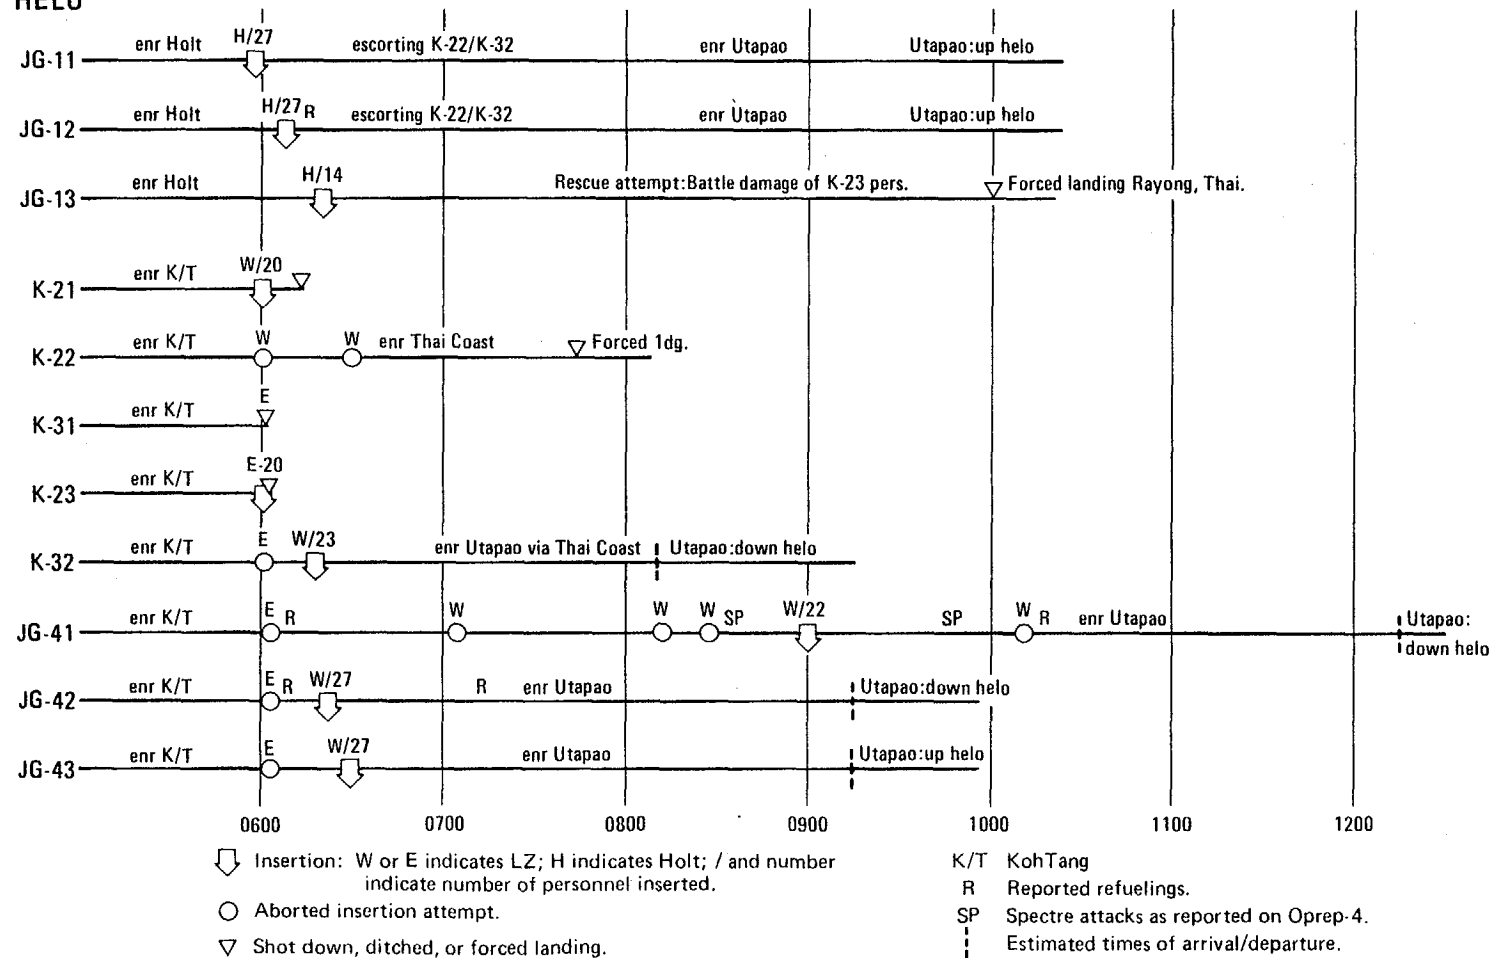 HELO
H/27
enr Holt escorting K-22/K-32 enr Utapao Utapao:up helo
JG-11
H/27 R
enr Holt escorting K-22/K-32 enr Utapao Utapao:up helo
JG-12
H/14
enr Holt Rescue attempt:Battle damage of K-23 pers. Forced landing Rayong, Thai.
JG-13
W/20
enr K/T
K-21
W W
enr K/T enr Thai Coast Forced 1dg.
K-22
E
enr K/T
K-31
E-20
enr K/T
K-23
E W/23
enr K/T enr Utapao via Thai Coast Utapao:down helo
K-32
E R W W W SP W/22 SP W R
enr K/T enr Utapao Utapao:
JG-41
down helo
E R W/27 R
enr K/T enr Utapao Utapao:down helo
JG-42
E W/27
enr K/T enr Utapao Utapao:up helo
JG-43
0600 0700 0800 0900 1000 1100 1200
Insertion: W or E indicates LZ; H indicates Holt; / and number
indicate number of personnel inserted.
Aborted insertion attempt.
Shot down, ditched, or forced landing.
K/T KohTang
R Reported refuelings.
SP Spectre attacks as reported on Oprep-4.
Estimated times of arrival/departure.